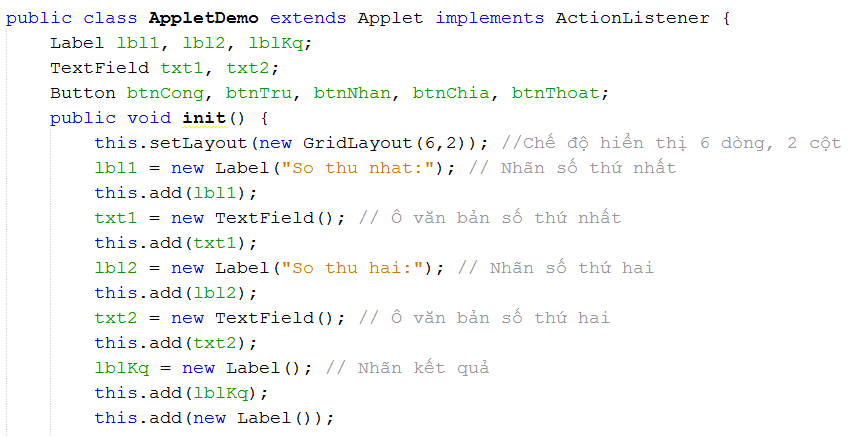 public class AppletDemo extends Applet implements ActionListener {
    Label lbl1, lbl2, lblKq;
    TextField txt1, txt2;
    Button btnCong, btnTru, btnNhan, btnChia, btnThoat;
    public void init() {
        this.setLayout(new GridLayout(6,2)); //Chế độ hiển thị 6 dòng, 2 cột
        lbl1 = new Label("So thu nhat:"); // Nhãn số thứ nhất
        this.add(lbl1);
        txt1 = new TextField(); // Ô văn bản số thứ nhất
        this.add(txt1);
        lbl2 = new Label("So thu hai:"); // Nhãn số thứ hai
        this.add(lbl2);
        txt2 = new TextField(); // Ô văn bản số thứ hai
        this.add(txt2);
        lblKq = new Label(); // Nhãn kết quả
        this.add(lblKq);
        this.add(new Label());